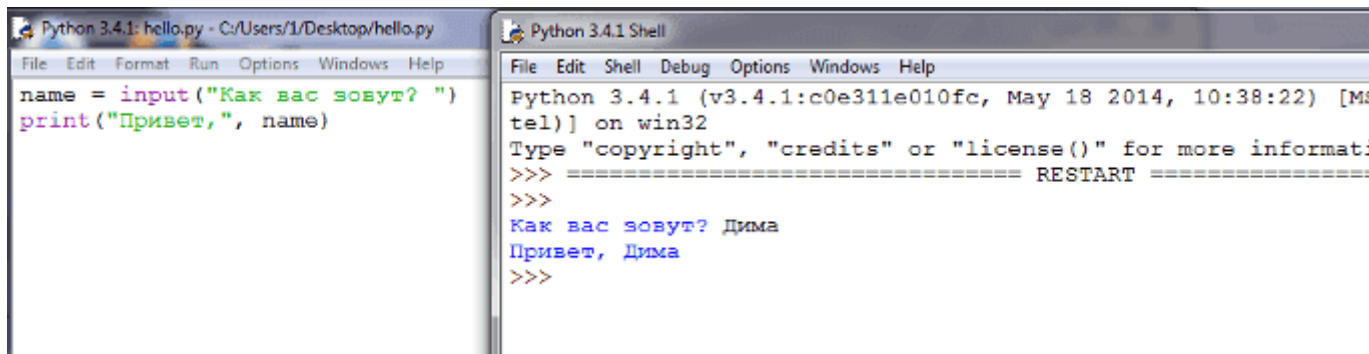 Python 3.4.1: hello.py - C:/Users/1/Desktop/hello.py
File Edit Format Run Options Windows Help
name = input("Как вас зовут? ")
print("Привет,", name)
Python 3.4.1 Shell
File Edit Shell Debug Options Windows Help
Python 3.4.1 (v3.4.1:c0e311e010fc, May 18 2014, 10:38:22) [MS
tel)] on win32
Type "copyright", "credits" or "license()" for more informati
>>> ================================ RESTART ================
>>>
Как вас зовут? Дима
Привет, Дима
>>>